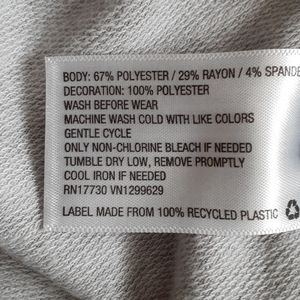 BODY: 67% POLYESTER / 29% RAYON / 4% SPANDE
DECORATION: 100% POLYESTER
WASH BEFORE WEAR
MACHINE WASH COLD WITH LIKE COLORS
GENTLE CYCLE
ONLY NON-CHLORINE BLEACH IF NEEDED
TUMBLE DRY LOW, REMOVE PROMPTLY
COOL IRON IF NEEDED
RN17730 VN1299629
LABEL MADE FROM 100% RECYCLED PLASTIC